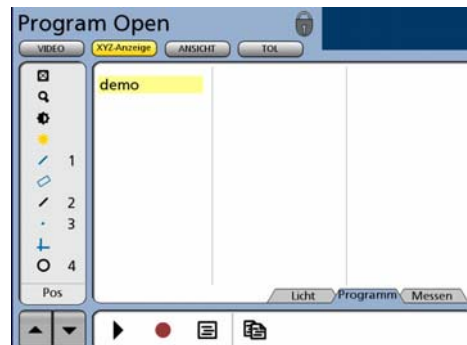 Program Open
VIDEO XYZ-Anzeige ANSICHT TOL
demo
1
2
3
4
Pos
Licht Programm Messen